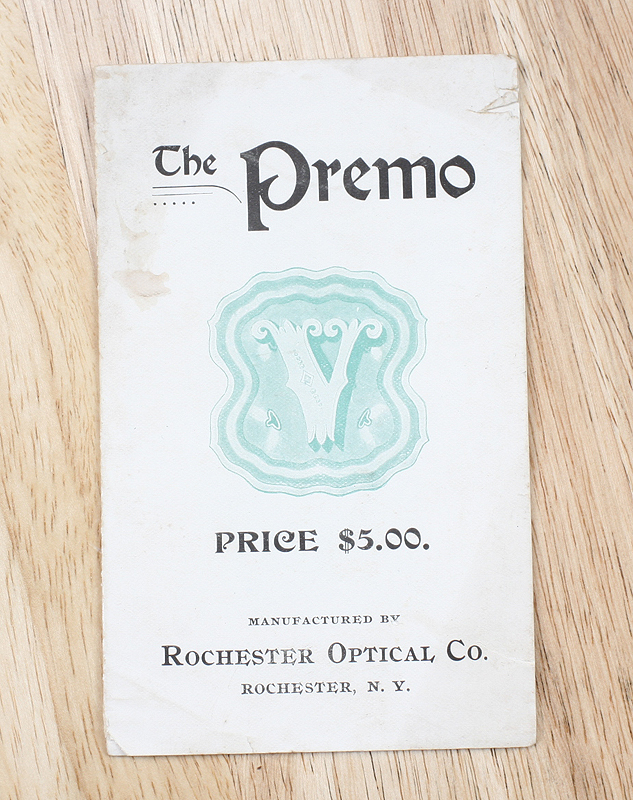 The Premo
V
PRICE $5.00.
MANUFACTURED BY
ROCHESTER OPTICAL CO.
ROCHESTER, N. Y.